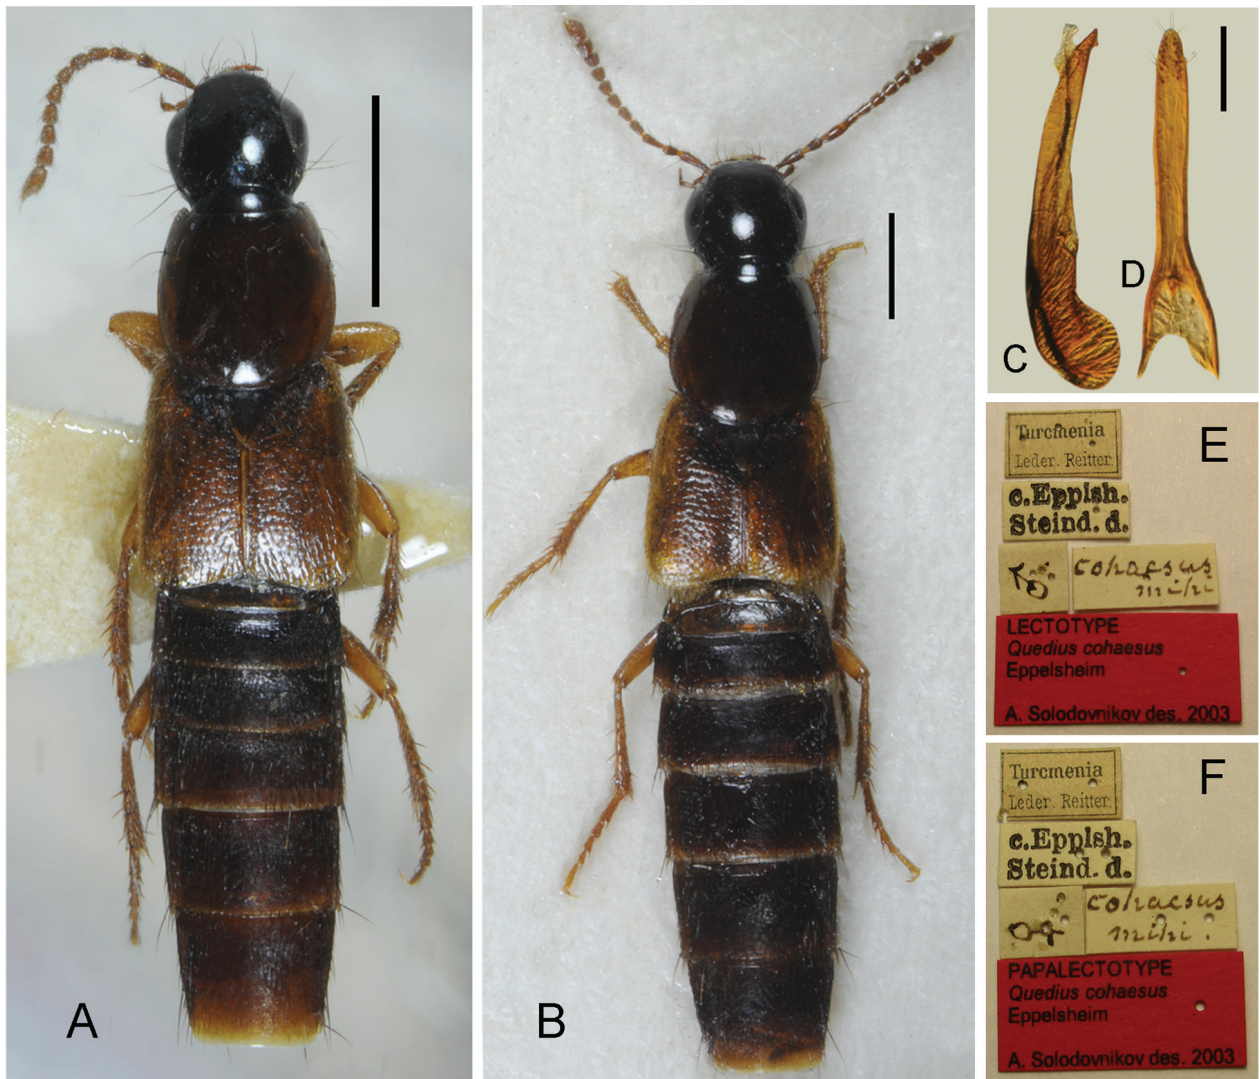 A
B
C
D
E
Turcmenia
Leder. Reitter.
c.Epplsh.
Steind. d.
♂
cohaesus
mihi
LECTOTYPE
Quedius cohaesus
Eppelsheim
A. Solodovnikov des. 2003
F
Turcmenia
Leder. Reitter.
c.Epplsh.
Steind. d.
♀
cohaesus
mihi.
PAPALECTOTYPE
Quedius cohaesus
Eppelsheim
A. Solodovnikov des. 2003